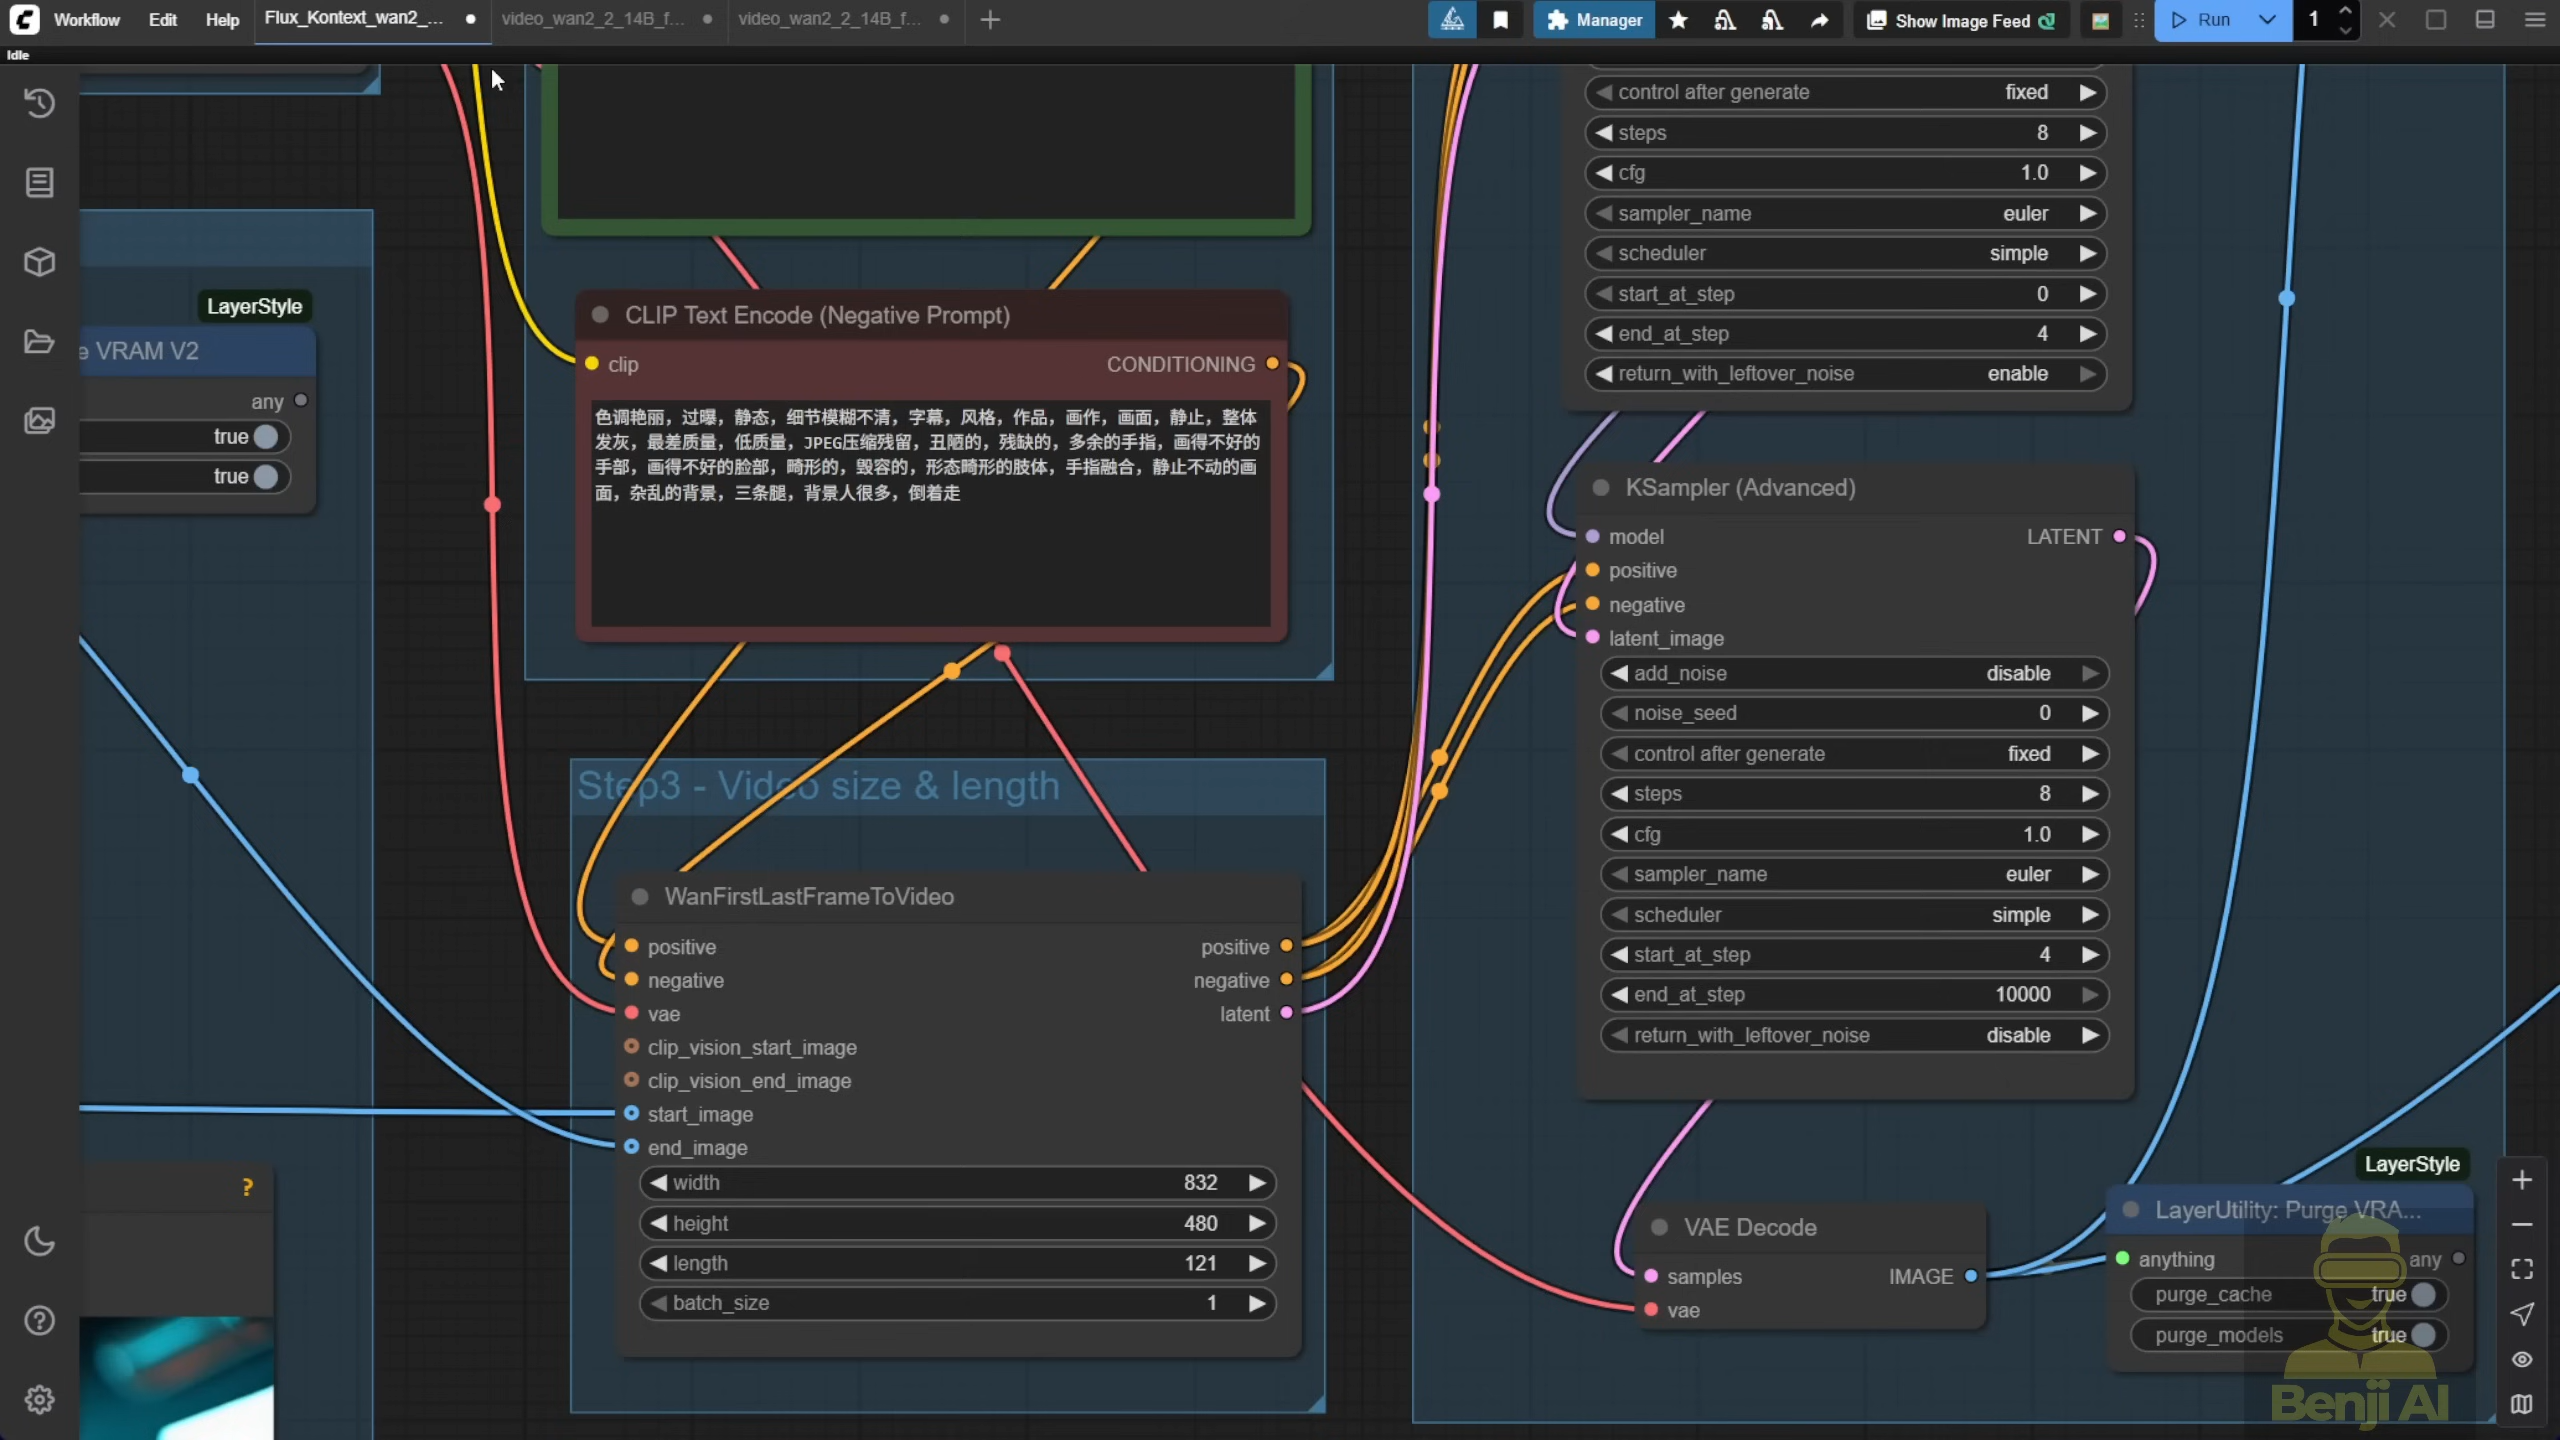 Workflow
Edit
Help
Flux_Kontext_wan2_...
video_wan2_2_14B_f...
video_wan2_2_14B_f...
Manager
Show Image Feed
Run
1
Idle
LayerStyle
e VRAM V2
any
true
true
?
CLIP Text Encode (Negative Prompt)
clip
CONDITIONING
色调艳丽，过曝，静态，细节模糊不清，字幕，风格，作品，画作，画面，静止，整体
发灰，最差质量，低质量，JPEG压缩残留，丑陋的，残缺的，多余的手指，画得不好的
手部，画得不好的脸部，畸形的，毁容的，形态畸形的肢体，手指融合，静止不动的画
面，杂乱的背景，三条腿，背景人很多，倒着走
Step3 - Video size & length
WanFirstLastFrameToVideo
positive
positive
negative
negative
vae
latent
clip_vision_start_image
clip_vision_end_image
start_image
end_image
width 832
height 480
length 121
batch_size 1
control after generate fixed
steps 8
cfg 1.0
sampler_name euler
scheduler simple
start_at_step 0
end_at_step 4
return_with_leftover_noise enable
KSampler (Advanced)
model
LATENT
positive
negative
latent_image
add_noise disable
noise_seed 0
control after generate fixed
steps 8
cfg 1.0
sampler_name euler
scheduler simple
start_at_step 4
end_at_step 10000
return_with_leftover_noise disable
VAE Decode
samples
IMAGE
vae
LayerStyle
LayerUtility: Purge VRA...
anything
any
purge_cache true
purge_models true
Benji AI